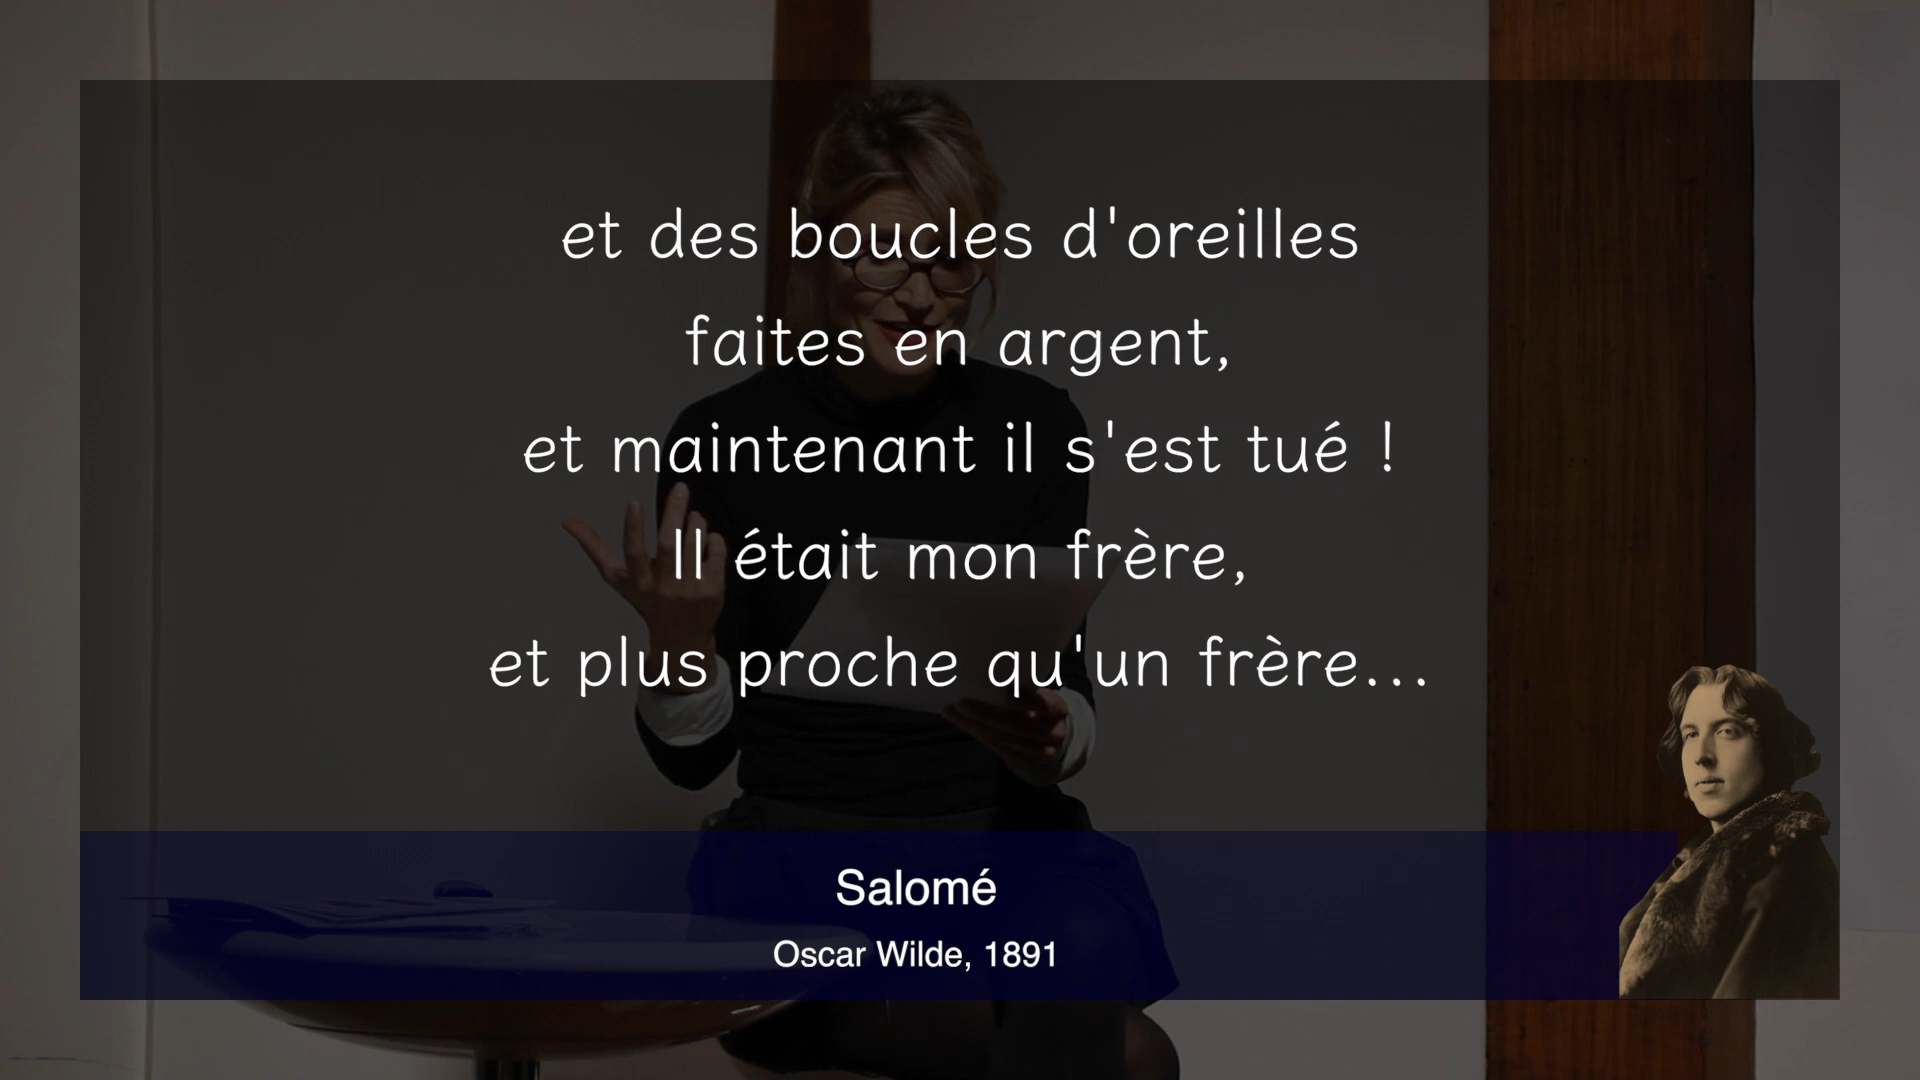 et des boucles d'oreilles
faites en argent,
et maintenant il s'est tué !
Il était mon frère,
et plus proche qu'un frère...
Salomé
Oscar Wilde, 1891